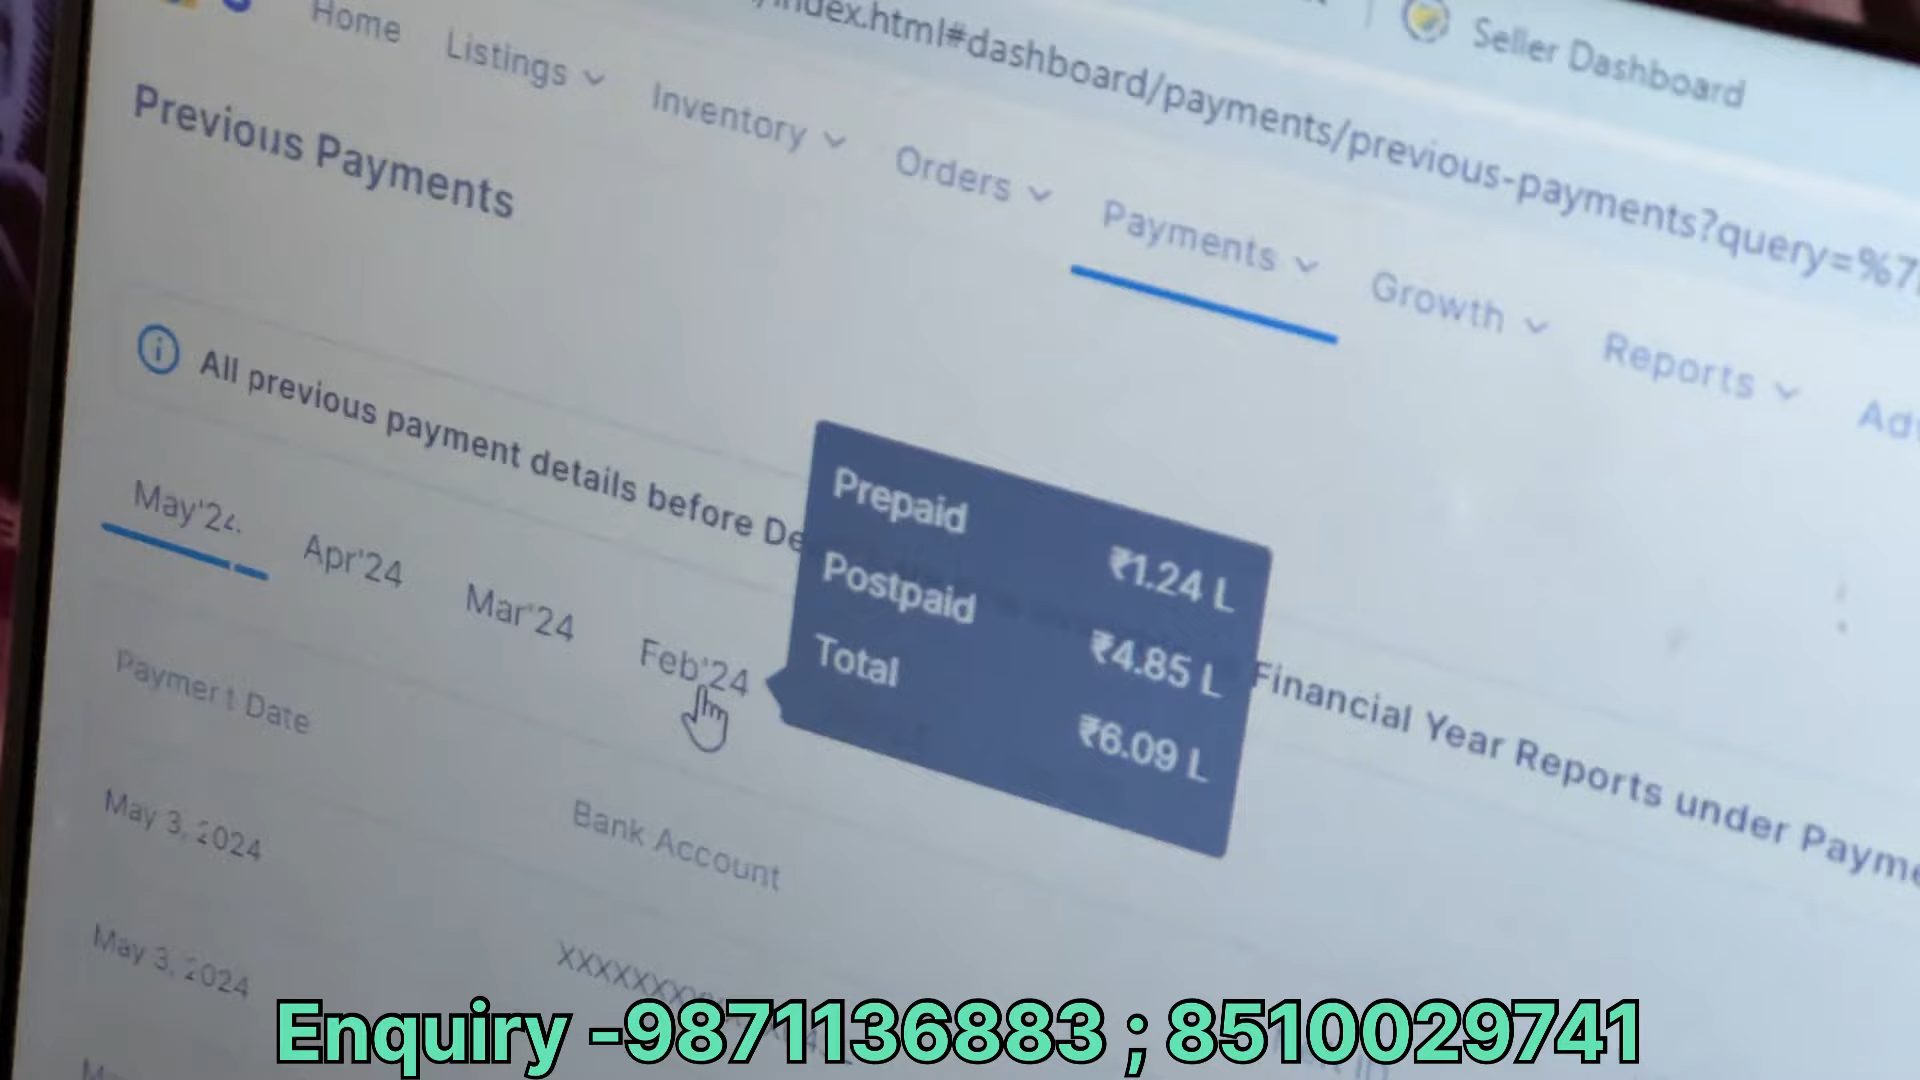 /index.html#dashboard/payments/previous-payments?query=%7
Seller Dashboard
Home
Listings
Inventory
Orders
Payments
Growth
Reports
Previous Payments
All previous payment details before
Financial Year Reports under
May'24
Apr'24
Mar'24
Feb'24
Prepaid ₹1.24 L
Postpaid ₹4.85 L
Total ₹6.09 L
Payment Date
Bank Account
May 3, 2024
May 3, 2024
Enquiry -9871136883 ; 8510029741